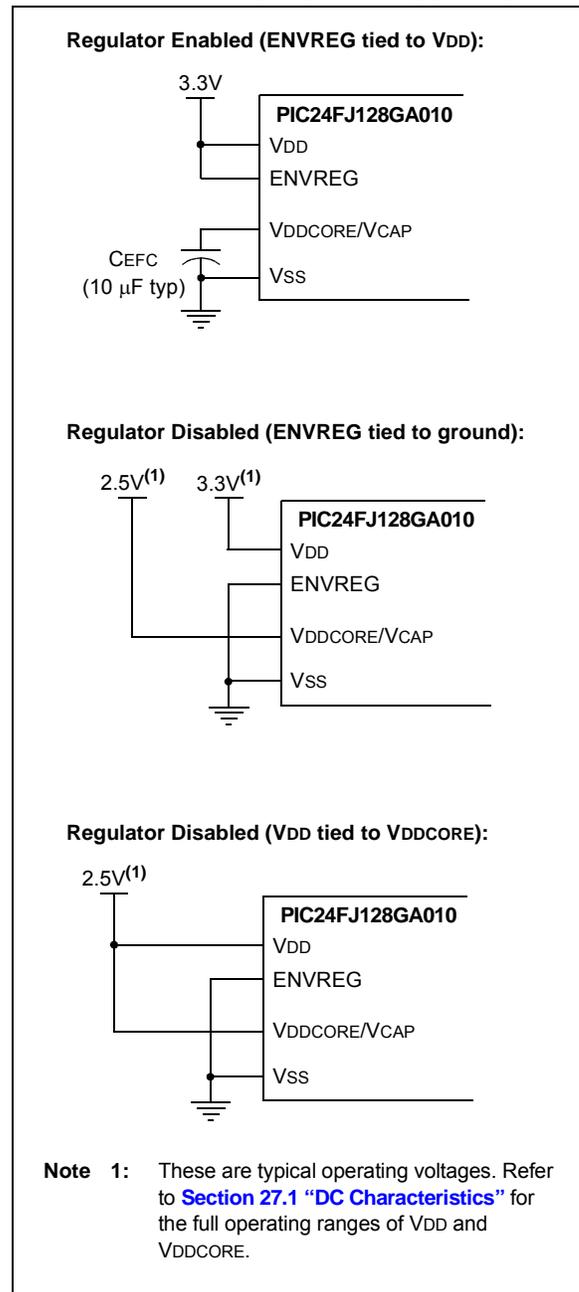 Regulator Enabled (ENVREG tied to VDD):
3.3V
PIC24FJ128GA010
VDD
ENVREG
VDDCORE/VCAP
CEFC
(10 μF typ)
VSS
Regulator Disabled (ENVREG tied to ground):
2.5V(1) 3.3V(1)
PIC24FJ128GA010
VDD
ENVREG
VDDCORE/VCAP
VSS
Regulator Disabled (VDD tied to VDDCORE):
2.5V(1)
PIC24FJ128GA010
VDD
ENVREG
VDDCORE/VCAP
VSS
Note 1: These are typical operating voltages. Refer
to Section 27.1 “DC Characteristics” for
the full operating ranges of VDD and
VDDCORE.